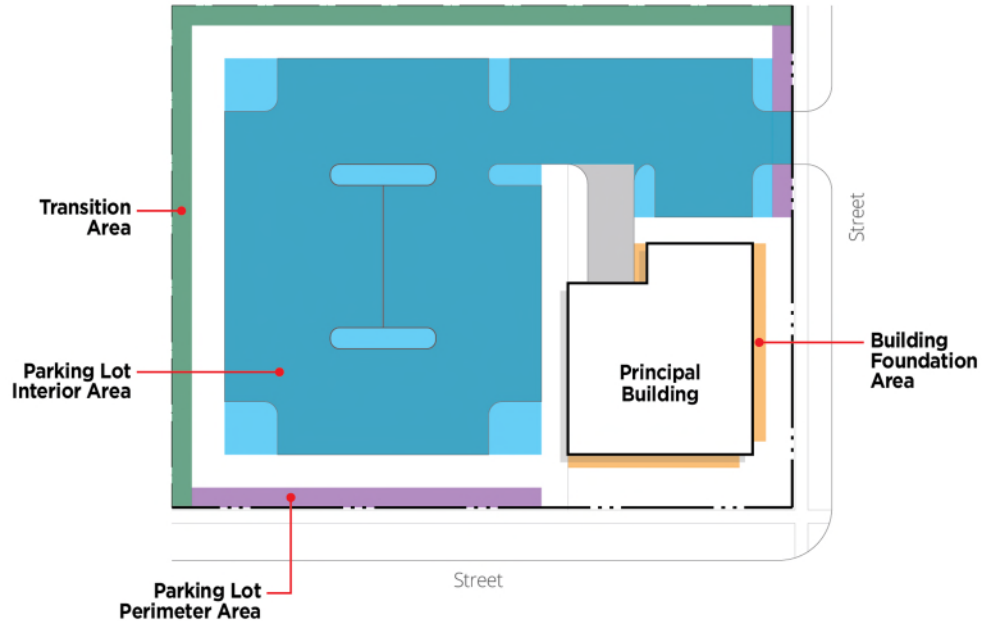 Transition
Area
Street
Parking Lot
Interior Area
Principal
Building
Building
Foundation
Area
Street
Parking Lot
Perimeter Area